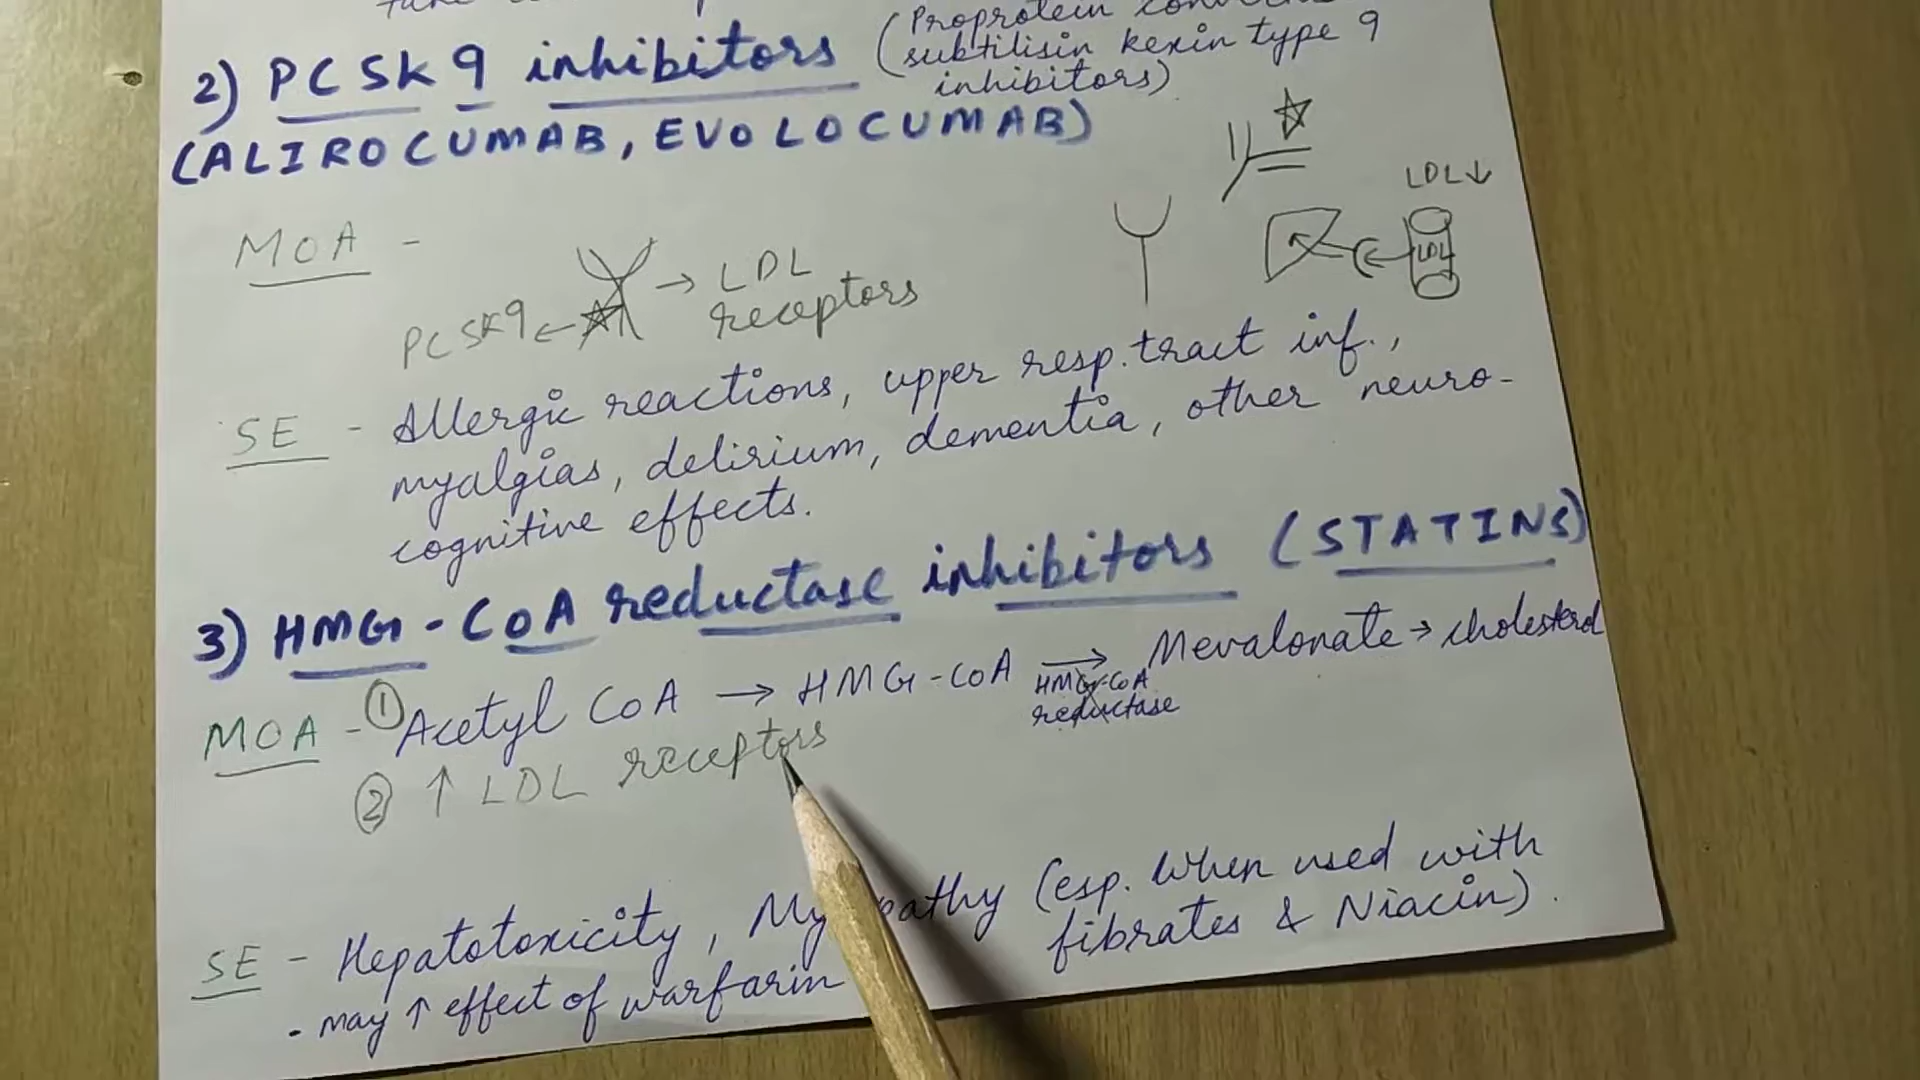 2) PCSK9 inhibitors (Proprotein
subtilisin kexin type 9
inhibitors)
(ALIROCUMAB, EVOLOCUMAB)
LDL↓
MOA -
LDL
PCSK9 ← → LDL
receptors
SE - Allergic reactions, upper resp. tract inf.,
myalgias, delirium, dementia, other neuro-
cognitive effects.
3) HMG-CoA reductase inhibitors (STATINS)
MOA - ① Acetyl CoA → HMG-CoA → Mevalonate → cholesterol
HMG-CoA
reductase
② ↑ LDL receptors
SE - Hepatotoxicity, (esp. When used with
fibrates & Niacin).
- may ↑ effect of warfarin